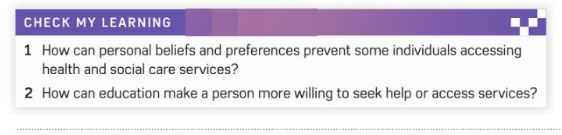 CHECK MY LEARNING
1 How can personal beliefs and preferences prevent some individuals accessing
health and social care services?
2 How can education make a person more willing to seek help or access services?